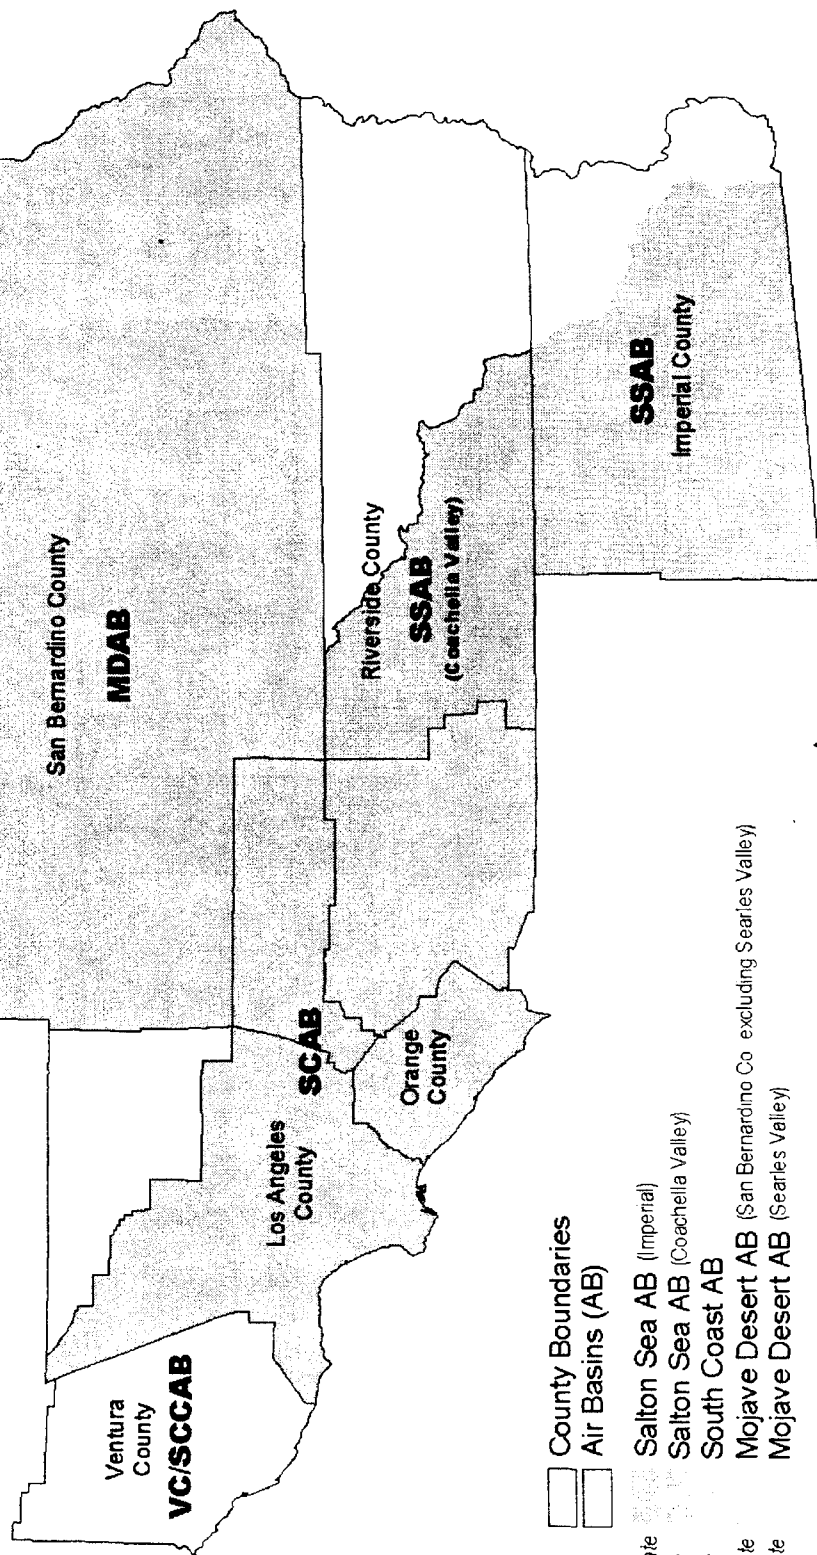 San Bernardino County
MDAB
Riverside County
SSAB
(Coachella Valley)
SSAB
Imperial County
SCAB
Los Angeles
County
Orange
County
Ventura
County
VC/SCCAB
County Boundaries
Air Basins (AB)
Salton Sea AB (Imperial)
Salton Sea AB (Coachella Valley)
South Coast AB
Mojave Desert AB (San Bernardino Co excluding Searles Valley)
Mojave Desert AB (Searles Valley)